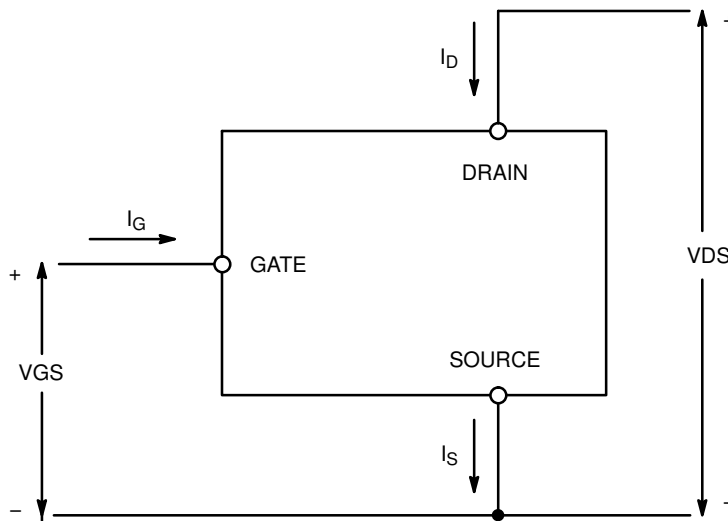 I_D
DRAIN
I_G
+
GATE
VDS
SOURCE
VGS
I_S
−